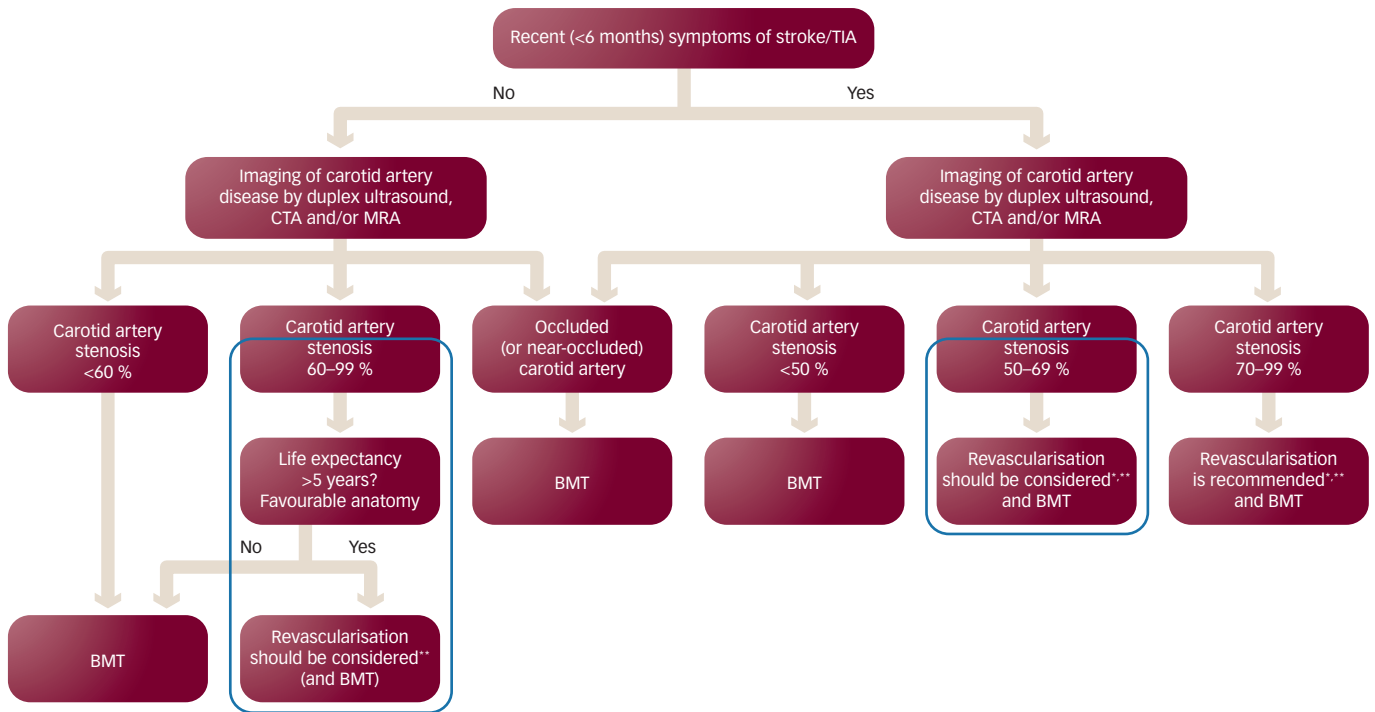 Recent (<6 months) symptoms of stroke/TIA
No
Yes
Imaging of carotid artery
disease by duplex ultrasound,
CTA and/or MRA
Imaging of carotid artery
disease by duplex ultrasound,
CTA and/or MRA
Carotid artery
stenosis
<60 %
Carotid artery
stenosis
60–99 %
Occluded
(or near-occluded)
carotid artery
Carotid artery
stenosis
<50 %
Carotid artery
stenosis
50–69 %
Carotid artery
stenosis
70–99 %
Life expectancy
>5 years?
Favourable anatomy
BMT
BMT
Revascularisation
should be considered*,**
and BMT
Revascularisation
is recommended*,**
and BMT
No
Yes
BMT
Revascularisation
should be considered**
(and BMT)